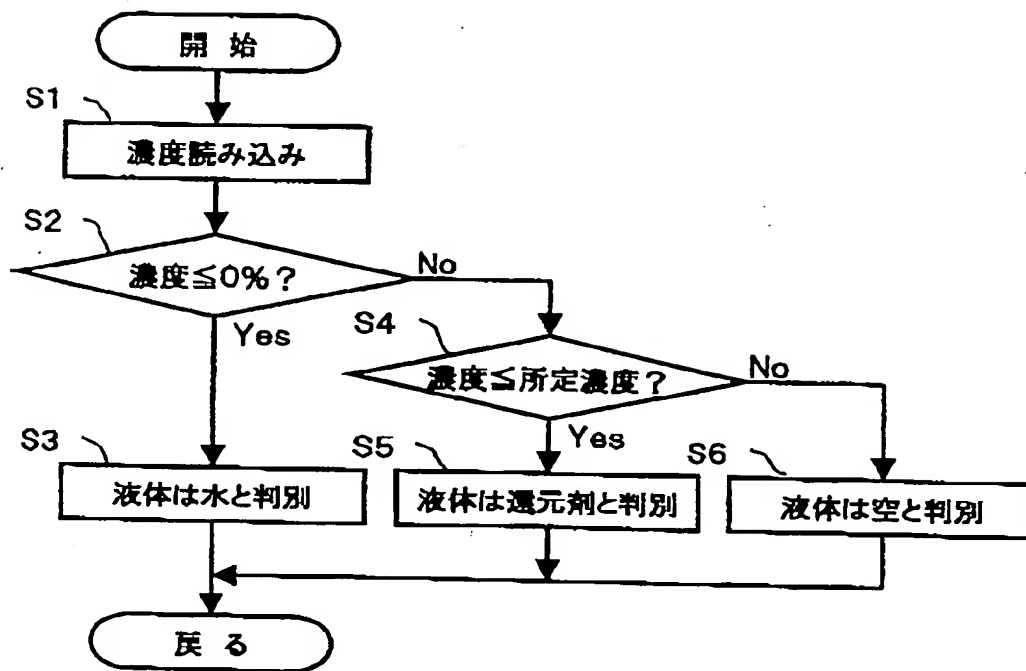 開 始
S1
濃度読み込み
S2
濃度≦0%?
No
Yes
S4
濃度≦所定濃度?
No
Yes
S3
液体は水と判別
S5
液体は還元剤と判別
S6
液体は空と判別
戻 る